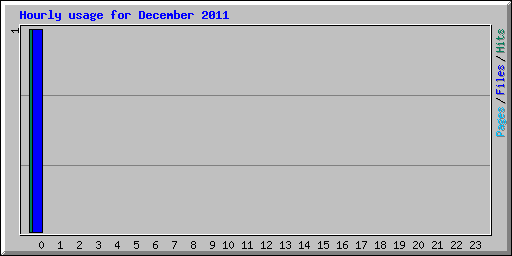 Hourly usage for December 2011
1
Pages/Files/Hits
0 1 2 3 4 5 6 7 8 9 10 11 12 13 14 15 16 17 18 19 20 21 22 23